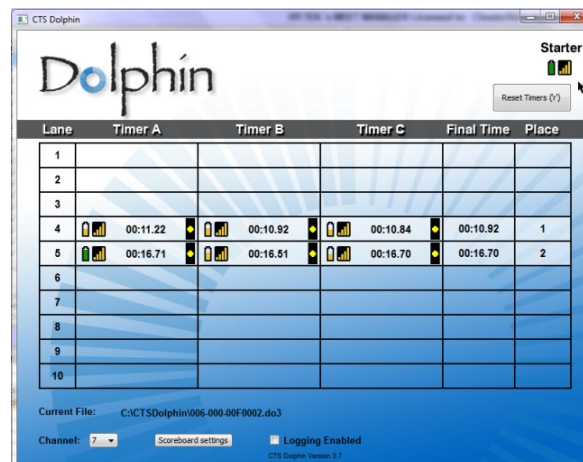 CTS Dolphin
Dolphin
Starter
Reset Timers ('r')
Lane Timer A Timer B Timer C Final Time Place
1
2
3
4 00:11.22 00:10.92 00:10.84 00:10.92 1
5 00:16.71 00:16.51 00:16.70 00:16.70 2
6
7
8
9
10
Current File: C:\CTSDolphin\006-000-00F0002.do3
Channel: 7 Scoreboard settings Logging Enabled
CTS Dolphin Version 3.7